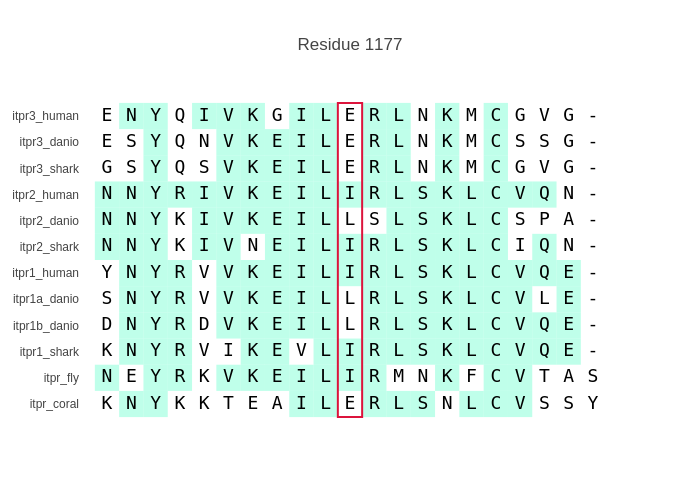 Residue 1177
itpr3_human E N Y Q I V K G I L E R L N K M C G V G -
itpr3_danio E S Y Q N V K E I L E R L N K M C S S G -
itpr3_shark G S Y Q S V K E I L E R L N K M C G V G -
itpr2_human N N Y R I V K E I L I R L S K L C V Q N -
itpr2_danio N N Y K I V K E I L L S L S K L C S P A -
itpr2_shark N N Y K I V N E I L I R L S K L C I Q N -
itpr1_human Y N Y R V V K E I L I R L S K L C V Q E -
itpr1a_danio S N Y R V V K E I L L R L S K L C V L E -
itpr1b_danio D N Y R D V K E I L L R L S K L C V Q E -
itpr1_shark K N Y R V I K E V L I R L S K L C V Q E -
itpr_fly N E Y R K V K E I L I R M N K F C V T A S
itpr_coral K N Y K K T E A I L E R L S N L C V S S Y